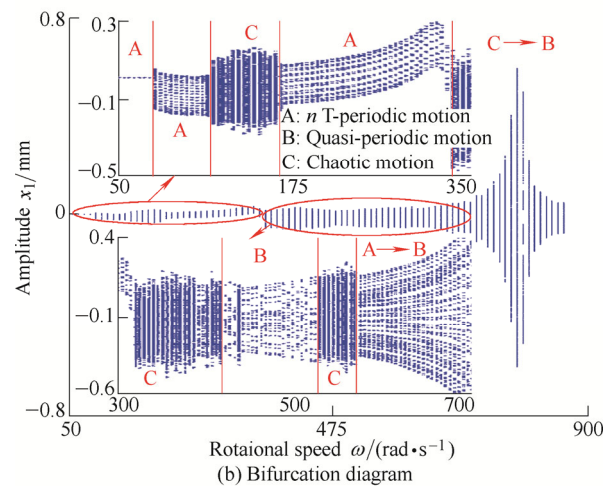 1
0.3
C
A
A
C → B
−0.1
A
A: n T-periodic motion
B: Quasi-periodic motion
C: Chaotic motion
−0.5
50
175
350
Amplitude x₁/mm
0
0.4
B
A → B
−0.1
C
C
−0.6
300
500
700
−0.8
50
475
900
Rotaional speed ω/(rad•s⁻¹)
(b) Bifurcation diagram